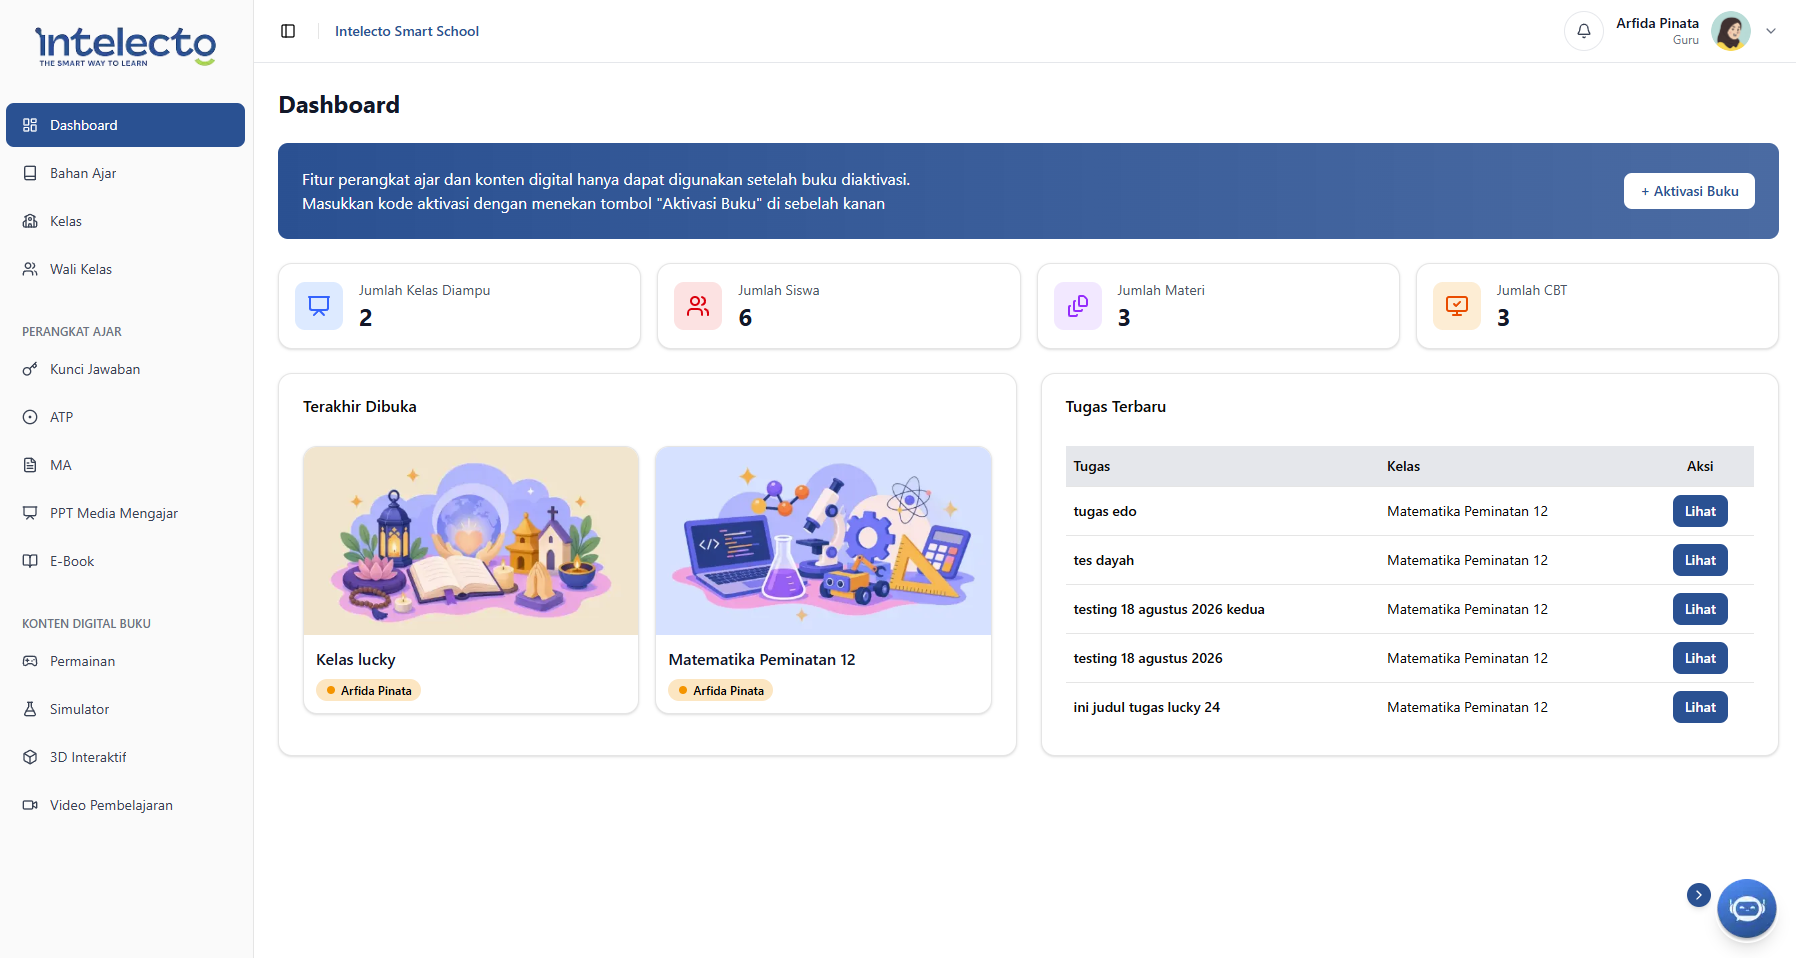 intelecto
THE SMART WAY TO LEARN
Intelecto Smart School
Arfida Pinata
Guru
Dashboard
Bahan Ajar
Kelas
Wali Kelas
PERANGKAT AJAR
Kunci Jawaban
ATP
MA
PPT Media Mengajar
E-Book
KONTEN DIGITAL BUKU
Permainan
Simulator
3D Interaktif
Video Pembelajaran
Dashboard
Fitur perangkat ajar dan konten digital hanya dapat digunakan setelah buku diaktivasi.
Masukkan kode aktivasi dengan menekan tombol "Aktivasi Buku" di sebelah kanan
+ Aktivasi Buku
Jumlah Kelas Diampu
2
Jumlah Siswa
6
Jumlah Materi
3
Jumlah CBT
3
Terakhir Dibuka
</>
Kelas lucky
Arfida Pinata
Matematika Peminatan 12
Arfida Pinata
Tugas Terbaru
Tugas Kelas Aksi
tugas edo Matematika Peminatan 12 Lihat
tes dayah Matematika Peminatan 12 Lihat
testing 18 agustus 2026 kedua Matematika Peminatan 12 Lihat
testing 18 agustus 2026 Matematika Peminatan 12 Lihat
ini judul tugas lucky 24 Matematika Peminatan 12 Lihat